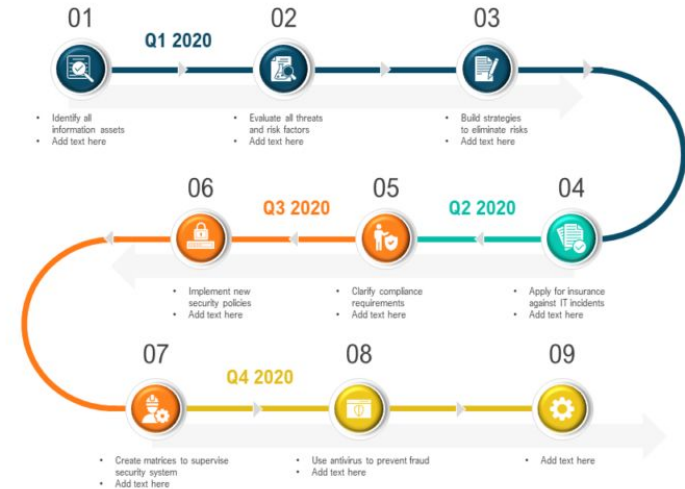 01
02
03
Q1 2020
• Identify all
information assets
• Add text here
• Evaluate all threats
and risk factors
• Add text here
• Build strategies
to eliminate risks
• Add text here
06
05
04
Q3 2020
Q2 2020
• Implement new
security policies
• Add text here
• Clarify compliance
requirements
• Add text here
• Apply for insurance
against IT incidents
• Add text here
07
08
09
Q4 2020
• Create matrices to supervise
security system
• Add text here
• Use antivirus to prevent fraud
• Add text here
• Add text here